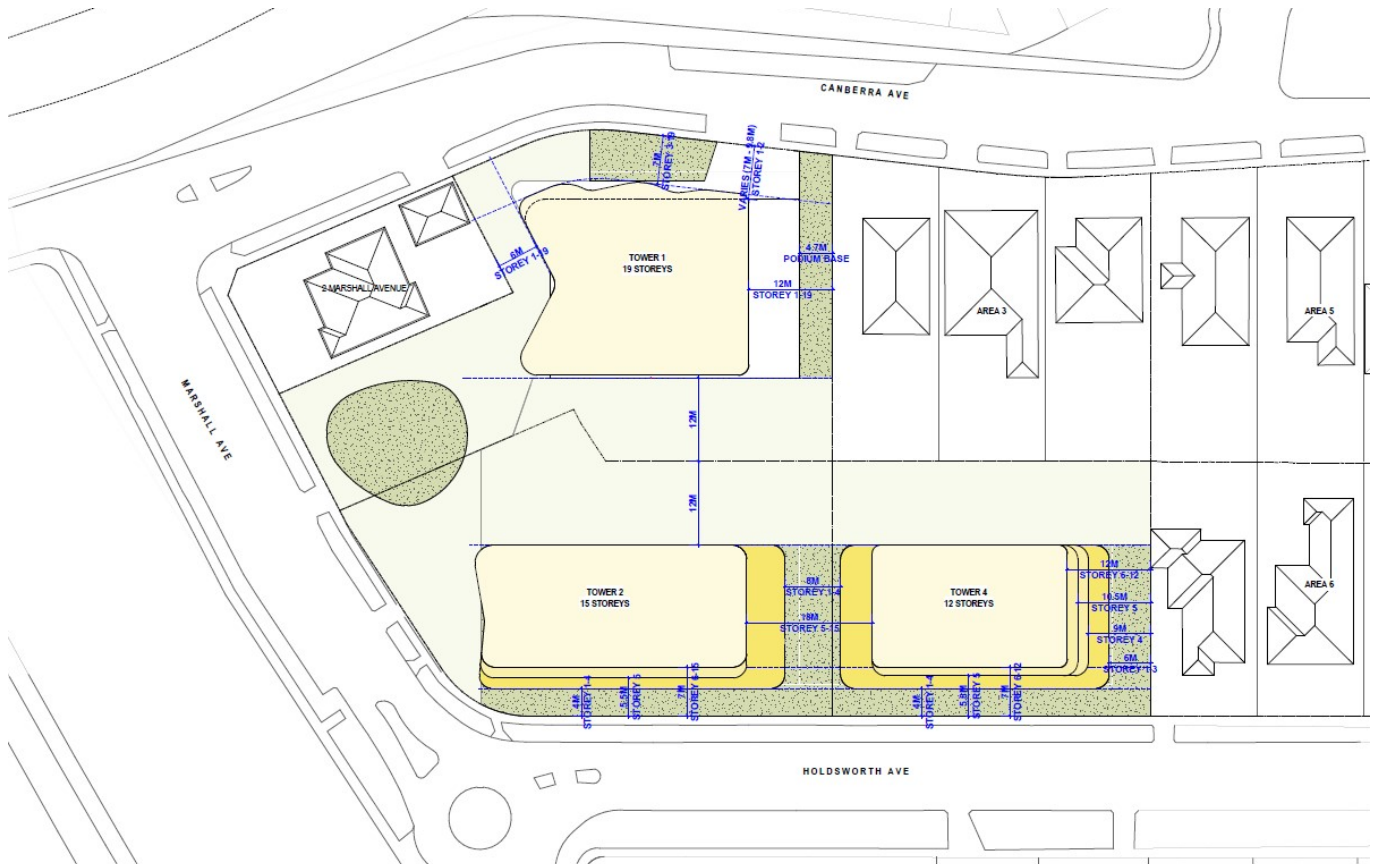 CANBERRA AVE
7M
STOREY 3-19
VARIES (7M - 9.8M)
STOREY 1-2
6M
STOREY 1-19
TOWER 1
19 STOREYS
4.7M
PODIUM BASE
12M
STOREY 1-19
2 MARSHALL AVENUE
AREA 3
AREA 5
MARSHALL AVE
12M
12M
TOWER 2
15 STOREYS
8M
STOREY 1-4
18M
STOREY 5-15
TOWER 4
12 STOREYS
12M
STOREY 6-12
10.5M
STOREY 5
9M
STOREY 4
6M
STOREY 1-3
AREA 6
4M
STOREY 1-4
5.5M
STOREY 5
7M
STOREY 6-15
4M
STOREY 1-4
5.8M
STOREY 5
7M
STOREY 6-12
HOLDSWORTH AVE